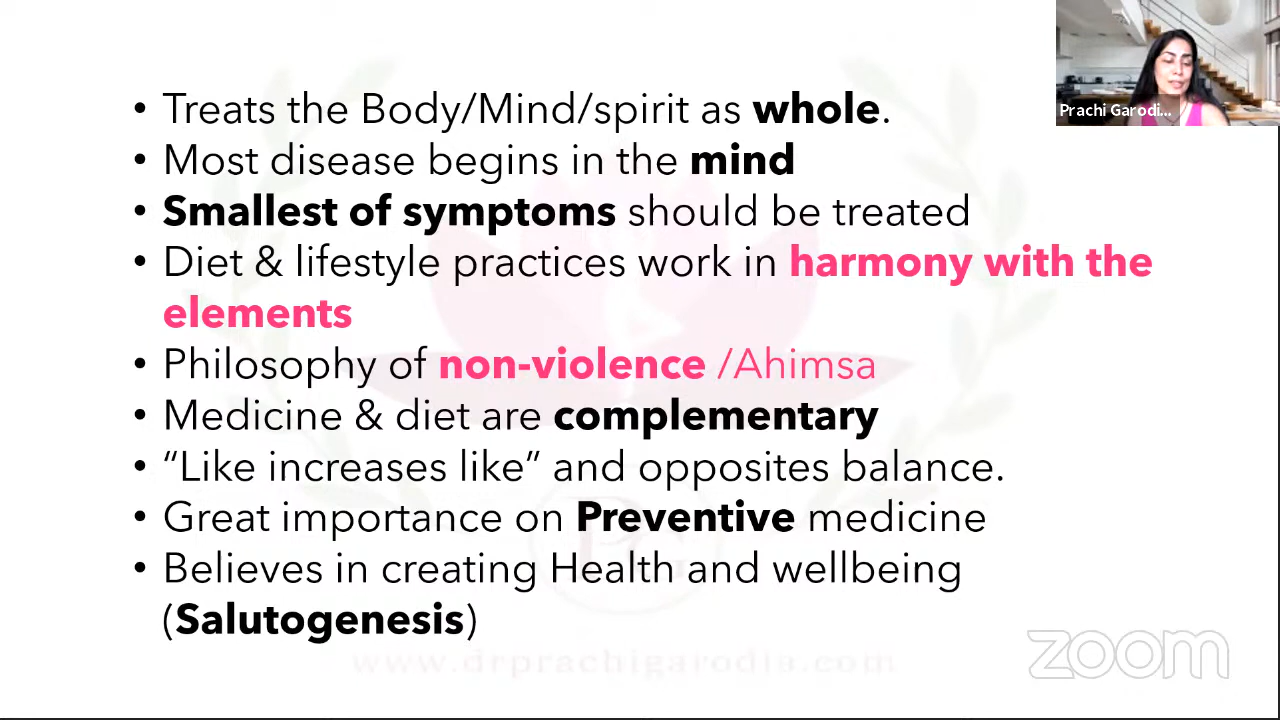 Prachi Garodi...
• Treats the Body/Mind/spirit as whole.
• Most disease begins in the mind
• Smallest of symptoms should be treated
• Diet & lifestyle practices work in harmony with the
elements
• Philosophy of non-violence /Ahimsa
• Medicine & diet are complementary
• “Like increases like” and opposites balance.
• Great importance on Preventive medicine
• Believes in creating Health and wellbeing
(Salutogenesis)
www.drprachigarodia.com
zoom